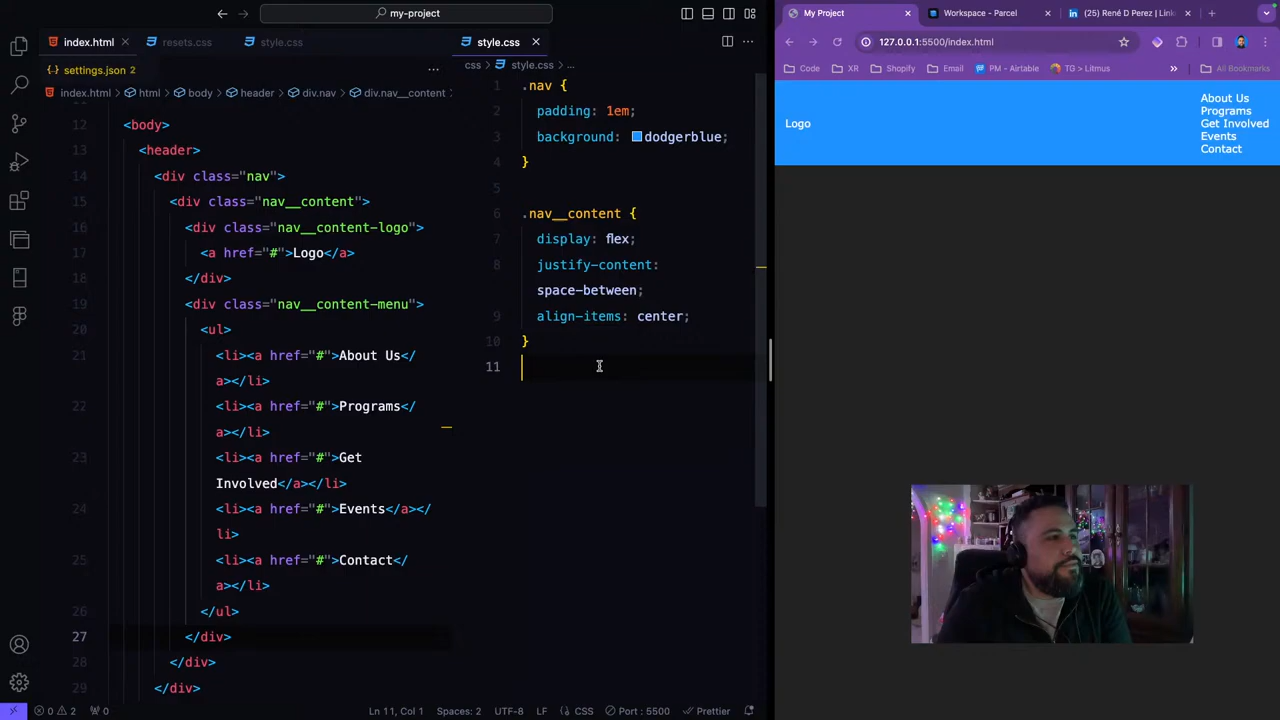 my-project
index.html
resets.css
style.css
style.css
settings.json 2
css > style.css > ...
index.html > html > body > header > div.nav > div.nav__content
12 <body>
13 <header>
14 <div class="nav">
15 <div class="nav__content">
16 <div class="nav__content-logo">
17 <a href="#">Logo</a>
18 </div>
19 <div class="nav__content-menu">
20 <ul>
21 <li><a href="#">About Us</
a></li>
22 <li><a href="#">Programs</
a></li>
23 <li><a href="#">Get
Involved</a></li>
24 <li><a href="#">Events</a></
li>
25 <li><a href="#">Contact</
a></li>
26 </ul>
27 </div>
28 </div>
29 </div>
1 .nav {
2 padding: 1em;
3 background: dodgerblue;
4 }
5
6 .nav__content {
7 display: flex;
8 justify-content:
space-between;
9 align-items: center;
10 }
11
0 2 0
Ln 11, Col 1
Spaces: 2
UTF-8
LF
CSS
Port : 5500
Prettier
My Project
Workspace - Parcel
(25) René D Perez | Link
127.0.0.1:5500/index.html
Code
XR
Shopify
Email
PM - Airtable
TG > Litmus
All Bookmarks
Logo
About Us
Programs
Get Involved
Events
Contact